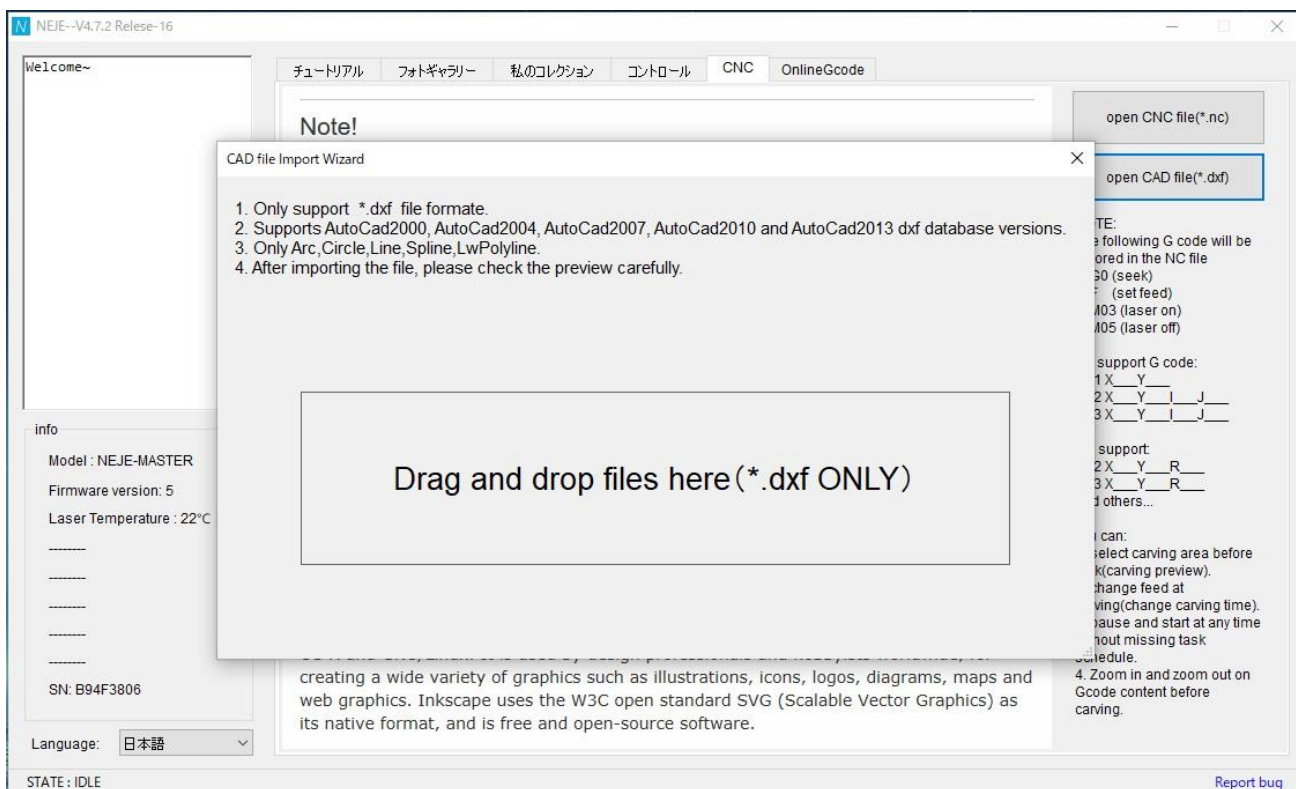 NEJE--V4.7.2 Relese-16
Welcome~
チュートリアル
フォトギャラリー
私のコレクション
コントロール
CNC
OnlineGcode
Note!
open CNC file(*.nc)
open CAD file(*.dxf)
CAD file Import Wizard
1. Only support *.dxf file formate.
2. Supports AutoCad2000, AutoCad2004, AutoCad2007, AutoCad2010 and AutoCad2013 dxf database versions.
3. Only Arc,Circle,Line,Spline,LwPolyline.
4. After importing the file, please check the preview carefully.
Drag and drop files here(*.dxf ONLY)
following G code will be
in the NC file
(seek)
(set feed)
(laser on)
(laser off)
support G code:
X___Y___
X___Y___I___J___
X___Y___I___J___
support:
X___Y___R___
X___Y___R___
others...
can:
select carving area before
(carving preview).
feed at
(change carving time).
and start at any time
missing task
schedule.
4. Zoom in and zoom out on
Gcode content before
carving.
info
Model : NEJE-MASTER
Firmware version: 5
Laser Temperature : 22℃
--------
--------
--------
--------
--------
SN: B94F3806
creating a wide variety of graphics such as illustrations, icons, logos, diagrams, maps and
web graphics. Inkscape uses the W3C open standard SVG (Scalable Vector Graphics) as
its native format, and is free and open-source software.
Language:
日本語
STATE : IDLE
Report bug